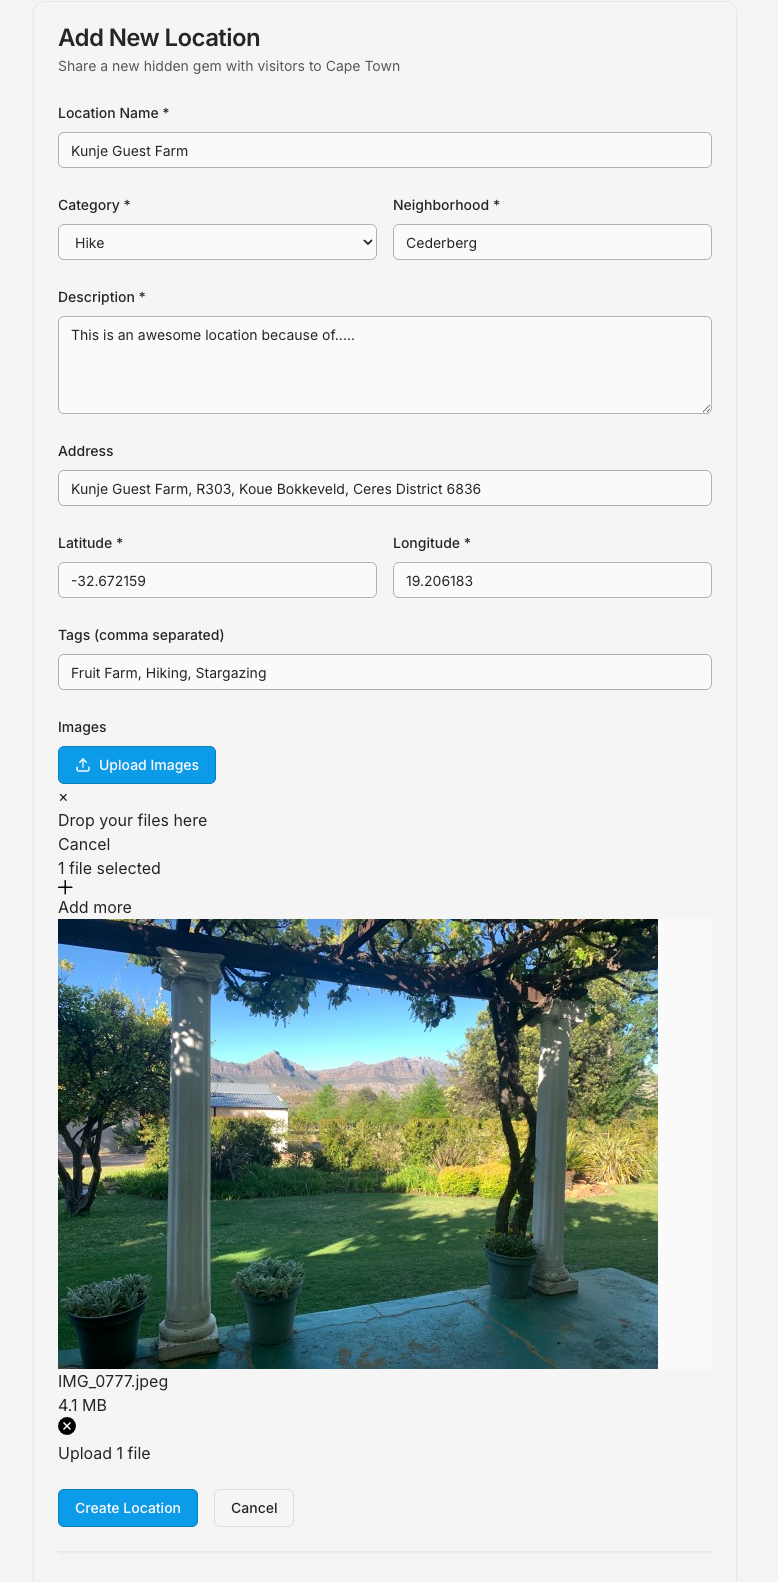 Add New Location
Share a new hidden gem with visitors to Cape Town
Location Name *
Kunje Guest Farm
Category *
Neighborhood *
Hike
Cederberg
Description *
This is an awesome location because of.....
Address
Kunje Guest Farm, R303, Koue Bokkeveld, Ceres District 6836
Latitude *
Longitude *
-32.672159
19.206183
Tags (comma separated)
Fruit Farm, Hiking, Stargazing
Images
Upload Images
×
Drop your files here
Cancel
1 file selected
Add more
IMG_0777.jpeg
4.1 MB
Upload 1 file
Create Location
Cancel